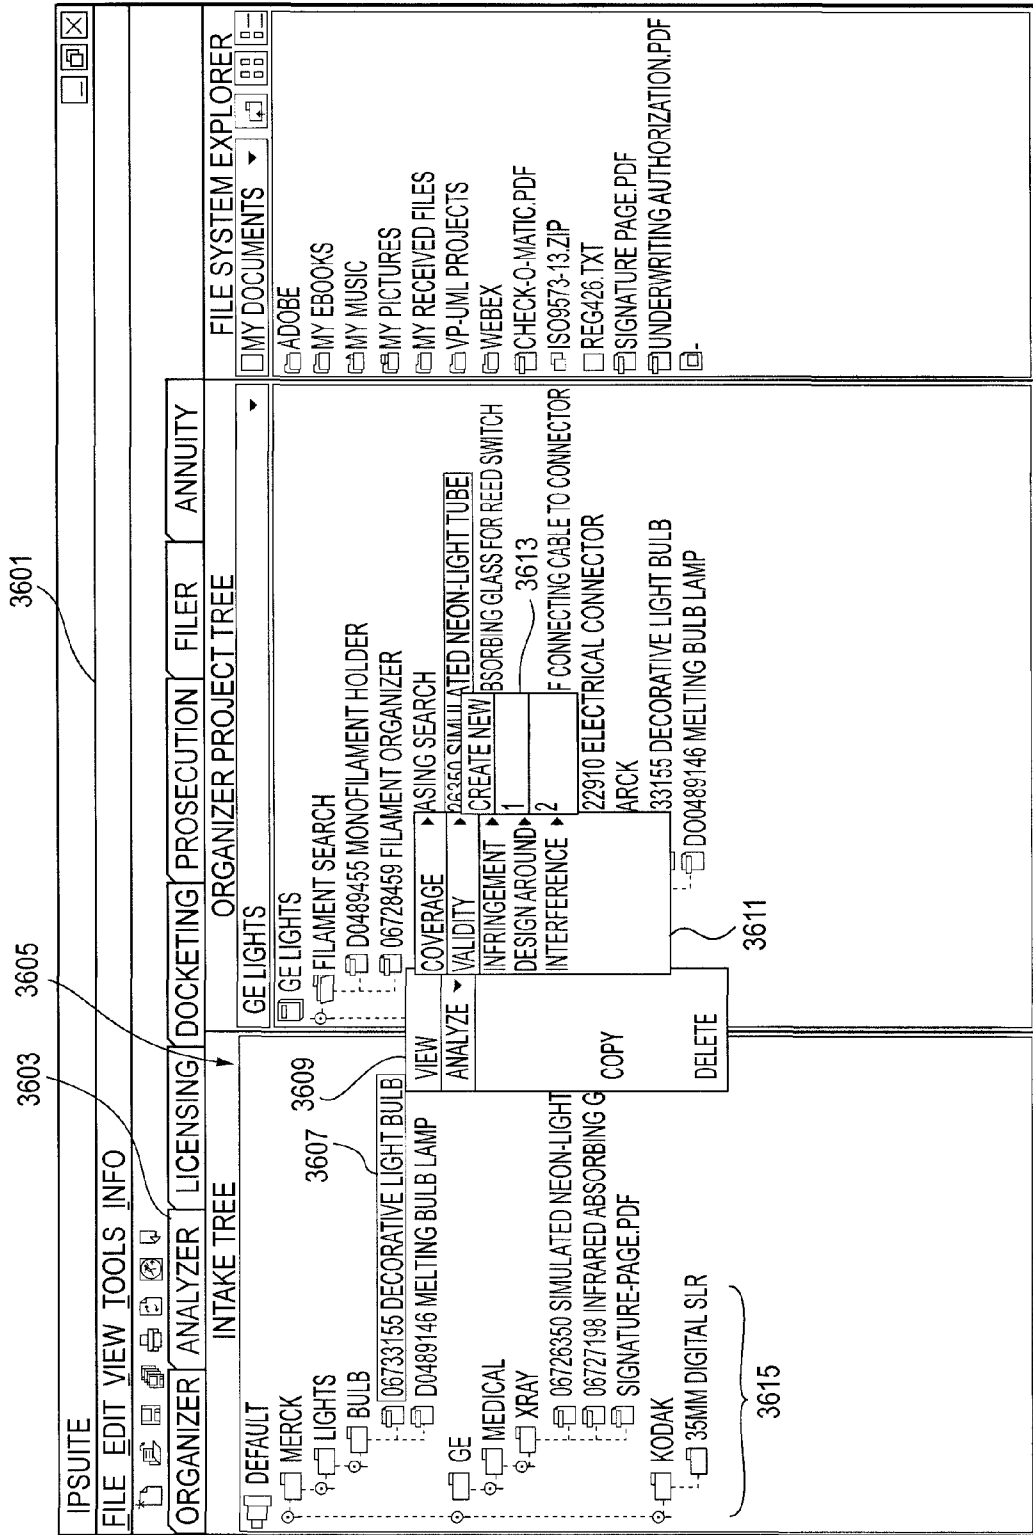 3601
3603
3605
IPSUITE
FILE EDIT VIEW TOOLS INFO
ORGANIZER ANALYZER LICENSING DOCKETING PROSECUTION FILER ANNUITY
INTAKE TREE
DEFAULT
MERCK
LIGHTS
BULB
06733155 DECORATIVE LIGHT BULB
D0489146 MELTING BULB LAMP
GE
MEDICAL
XRAY
06726350 SIMULATED NEON-LIGHT
06727198 INFRARED ABSORBING G
SIGNATURE-PAGE.PDF
KODAK
35MM DIGITAL SLR
3615
3607
3609
VIEW
ANALYZE
COPY
DELETE
COVERAGE
VALIDITY
INFRINGEMENT
DESIGN AROUND
INTERFERENCE
3611
CREATE NEW
1
2
3613
ORGANIZER PROJECT TREE
GE LIGHTS
GE LIGHTS
FILAMENT SEARCH
D0489455 MONOFILAMENT HOLDER
06728459 FILAMENT ORGANIZER
ASING SEARCH
26350 SIMULATED NEON-LIGHT TUBE
BSORBING GLASS FOR REED SWITCH
F CONNECTING CABLE TO CONNECTOR
22910 ELECTRICAL CONNECTOR
ARCK
33155 DECORATIVE LIGHT BULB
DO0489146 MELTING BULB LAMP
FILE SYSTEM EXPLORER
MY DOCUMENTS
ADOBE
MY EBOOKS
MY MUSIC
MY PICTURES
MY RECEIVED FILES
VP-UML PROJECTS
WEBEX
CHECK-O-MATIC.PDF
ISO9573-13.ZIP
REG426.TXT
SIGNATURE PAGE.PDF
UNDERWRITING AUTHORIZATION.PDF